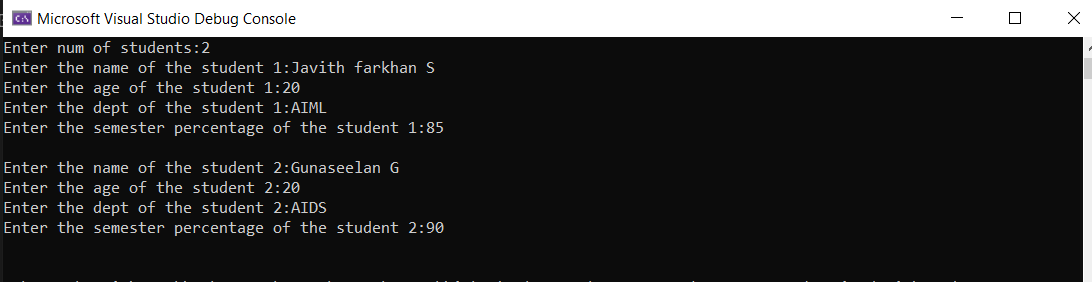 Microsoft Visual Studio Debug Console
Enter num of students:2
Enter the name of the student 1:Javith farkhan S
Enter the age of the student 1:20
Enter the dept of the student 1:AIML
Enter the semester percentage of the student 1:85
Enter the name of the student 2:Gunaseelan G
Enter the age of the student 2:20
Enter the dept of the student 2:AIDS
Enter the semester percentage of the student 2:90